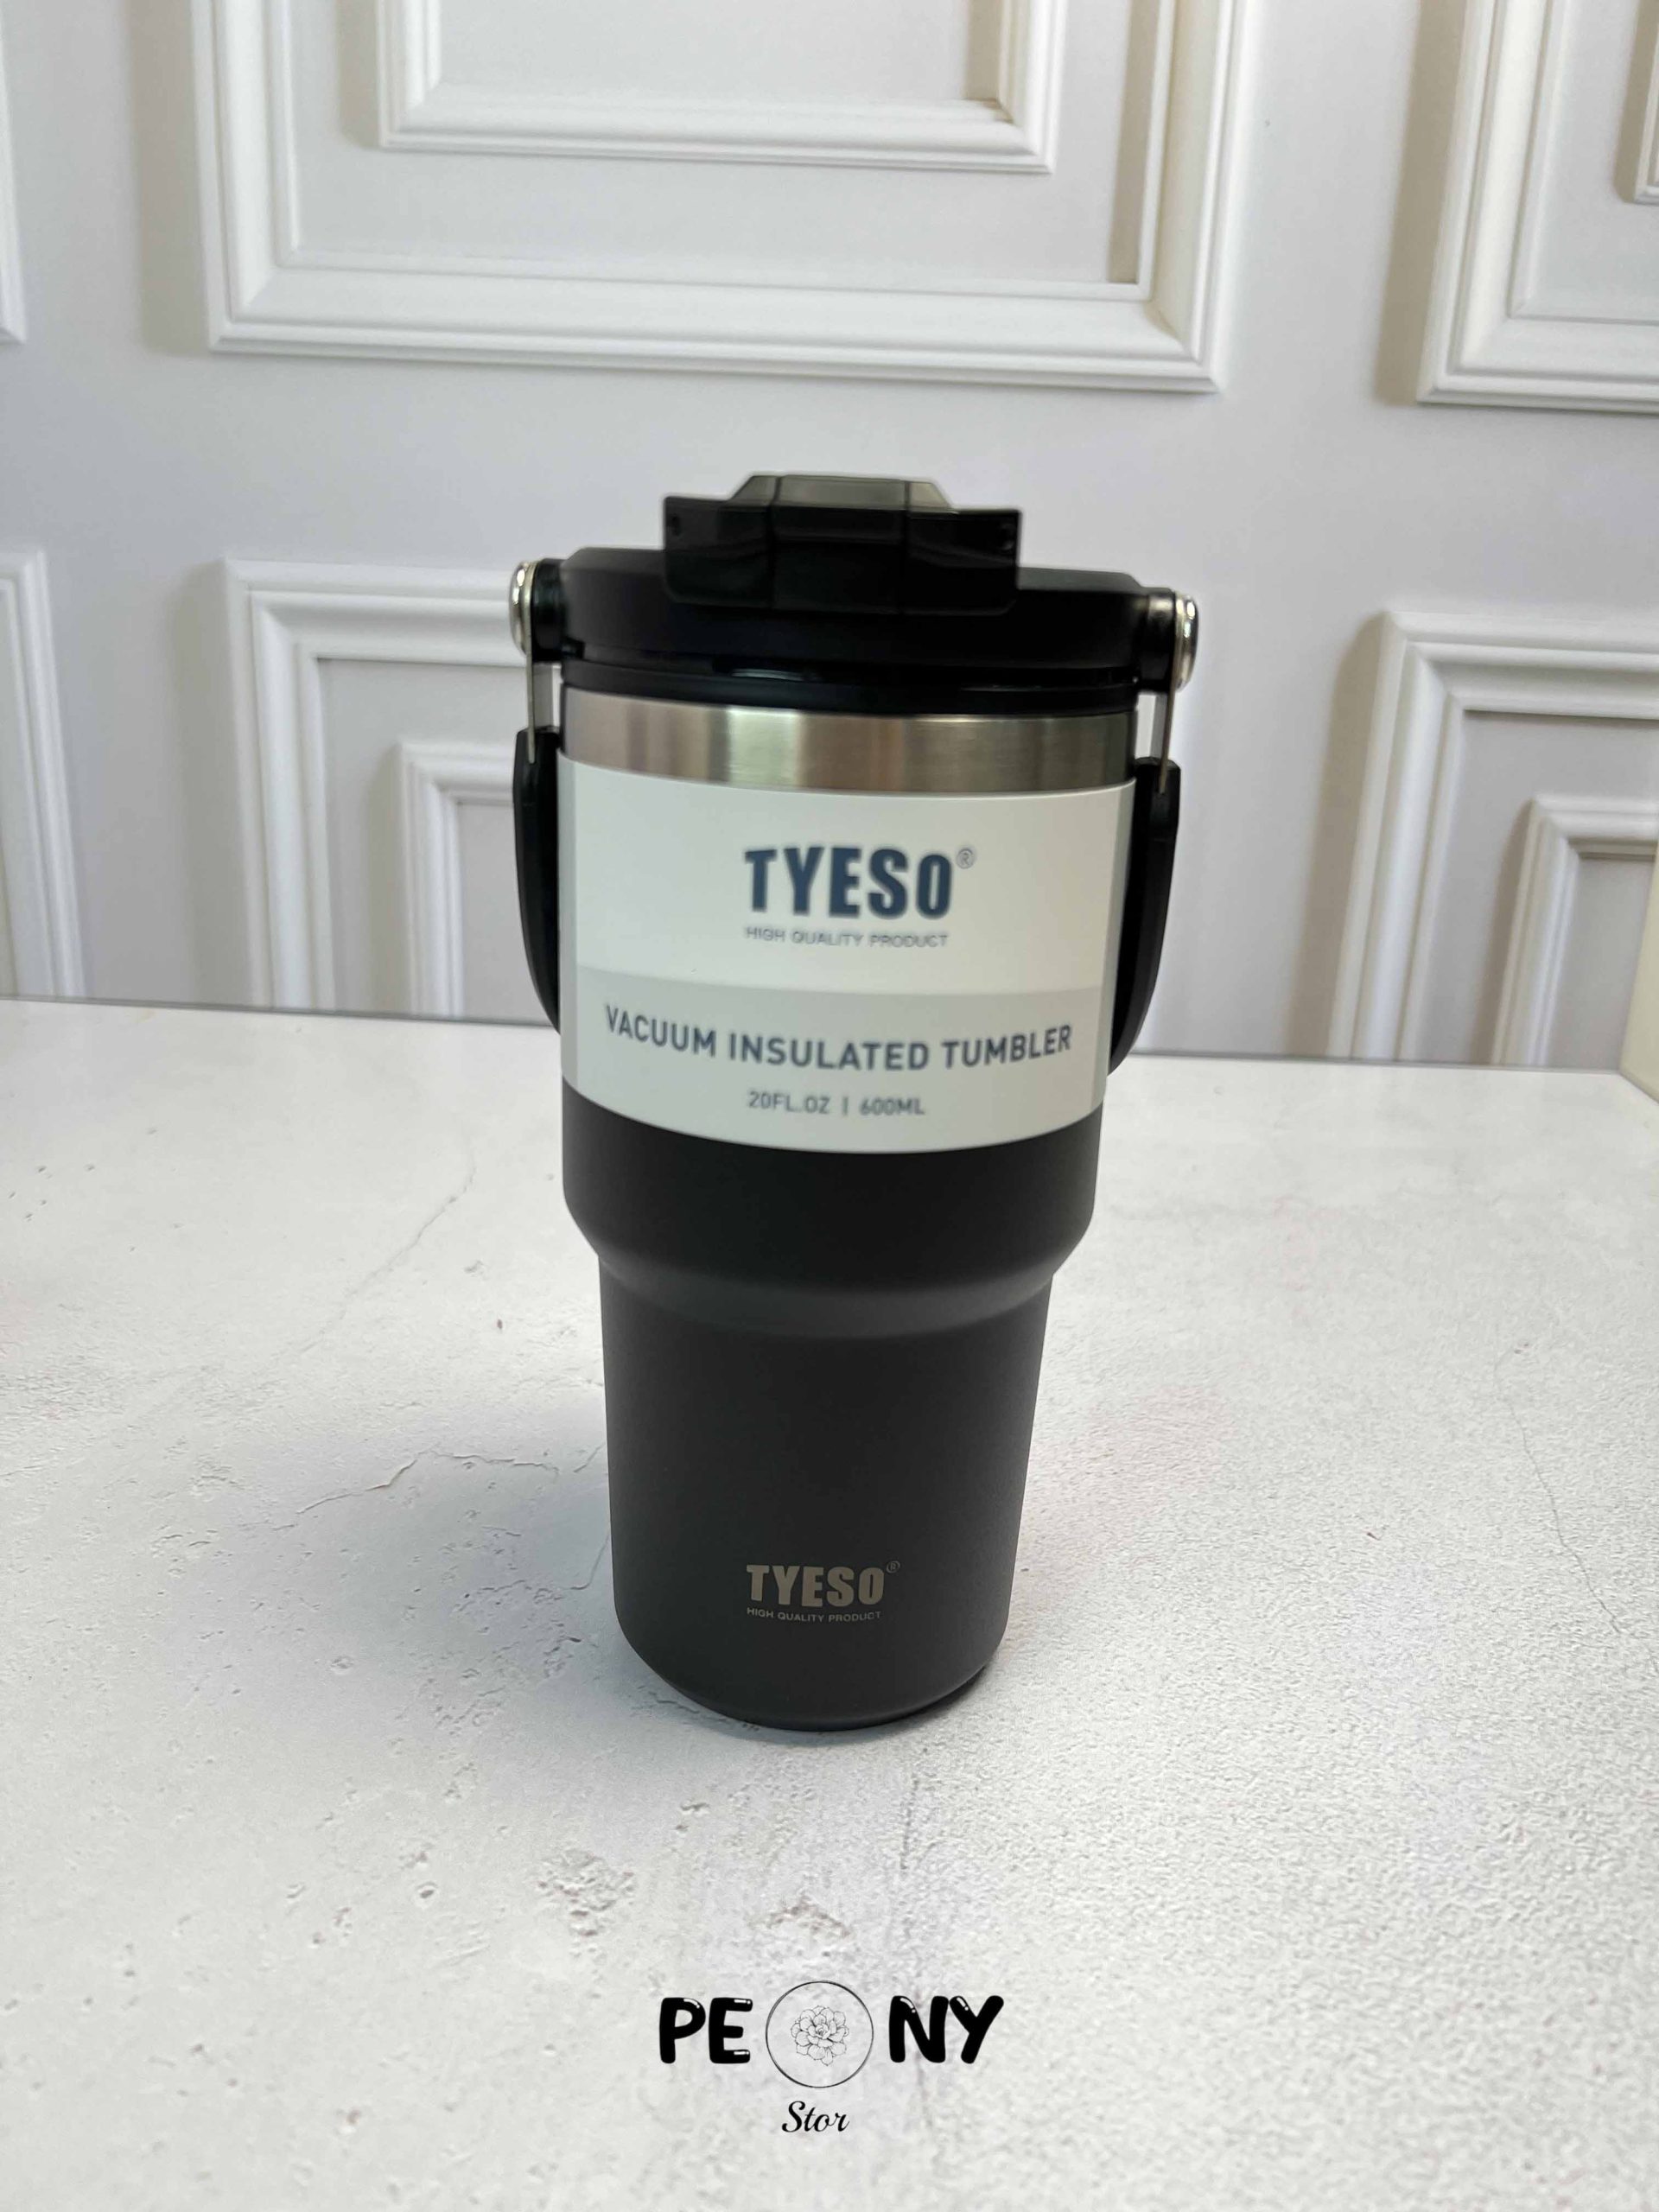 TYESO®
HIGH QUALITY PRODUCT
VACUUM INSULATED TUMBLER
20FL.OZ | 600ML
TYESO®
HIGH QUALITY PRODUCT
PE NY
Stor